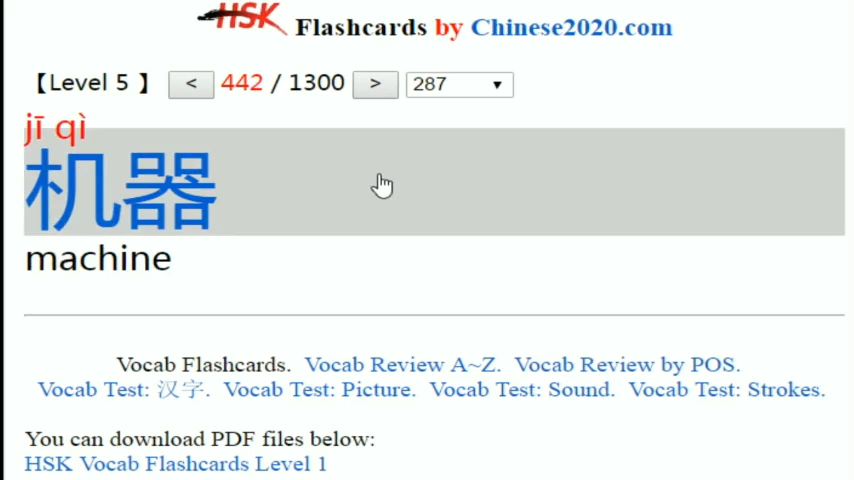 HSK Flashcards by Chinese2020.com
【Level 5 】 < 442 / 1300 > 287
jī qì
机器
machine
Vocab Flashcards. Vocab Review A~Z. Vocab Review by POS.
Vocab Test: 汉字. Vocab Test: Picture. Vocab Test: Sound. Vocab Test: Strokes.
You can download PDF files below:
HSK Vocab Flashcards Level 1